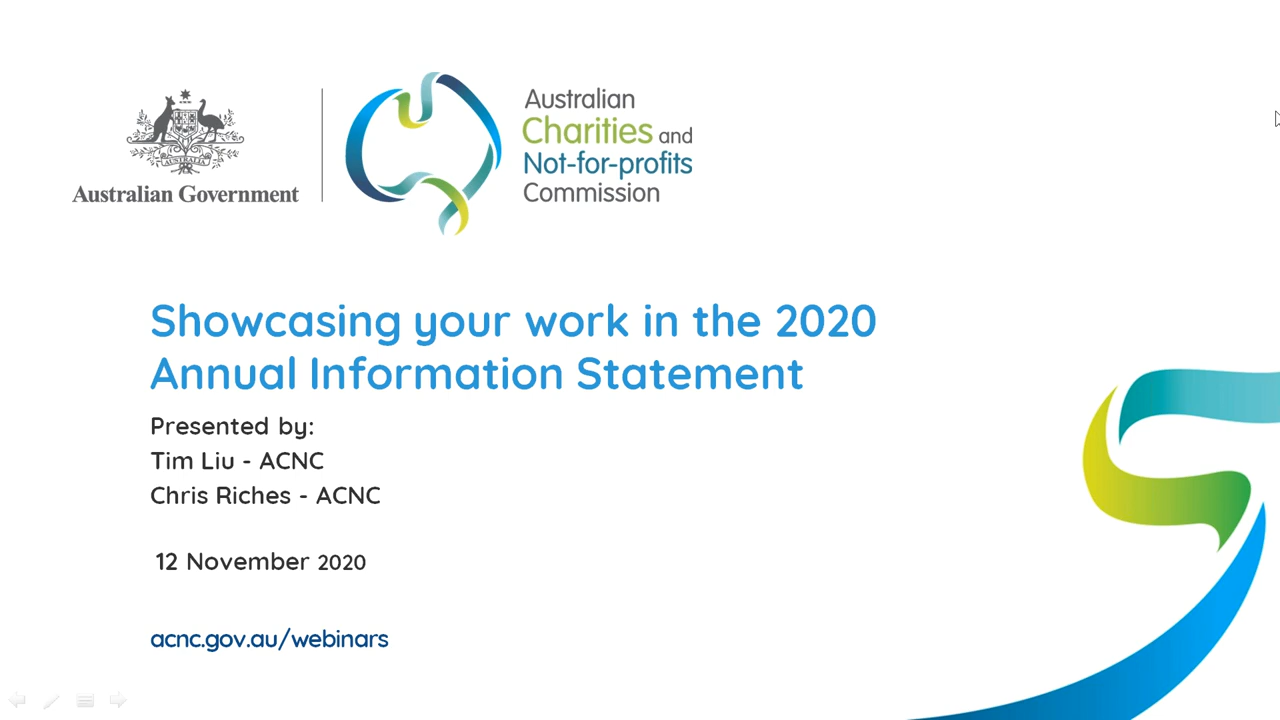 Australian Government
Australian
Charities and
Not-for-profits
Commission
Showcasing your work in the 2020
Annual Information Statement
Presented by:
Tim Liu - ACNC
Chris Riches - ACNC
12 November 2020
acnc.gov.au/webinars